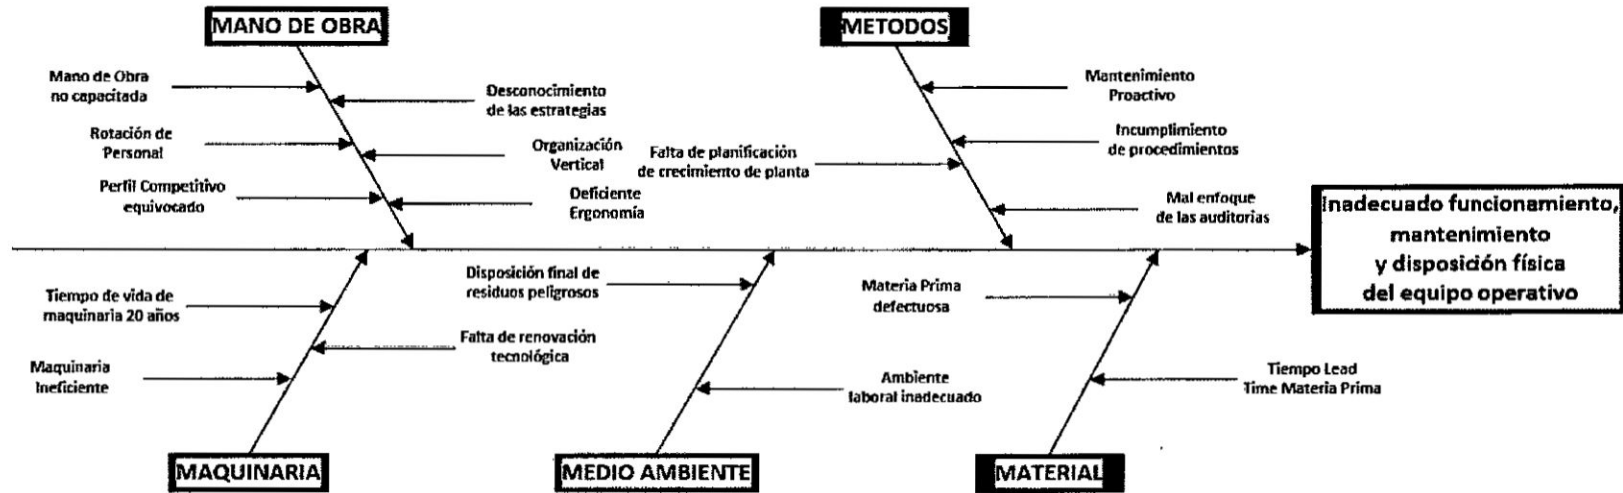 MANO DE OBRA
METODOS
Mano de Obra
no capacitada
Desconocimiento
de las estrategias
Mantenimiento
Proactivo
Rotación de
Personal
Organización
Vertical
Falta de planificación
de crecimiento de planta
Incumplimiento
de procedimientos
Perfil Competitivo
equivocado
Deficiente
Ergonomía
Mal enfoque
de las auditorias
Inadecuado funcionamiento,
mantenimiento
y disposición física
del equipo operativo
Tiempo de vida de
maquinaria 20 años
Disposición final de
residuos peligrosos
Materia Prima
defectuosa
Falta de renovación
tecnológica
Maquinaria
Ineficiente
Ambiente
laboral inadecuado
Tiempo Lead
Time Materia Prima
MAQUINARIA
MEDIO AMBIENTE
MATERIAL